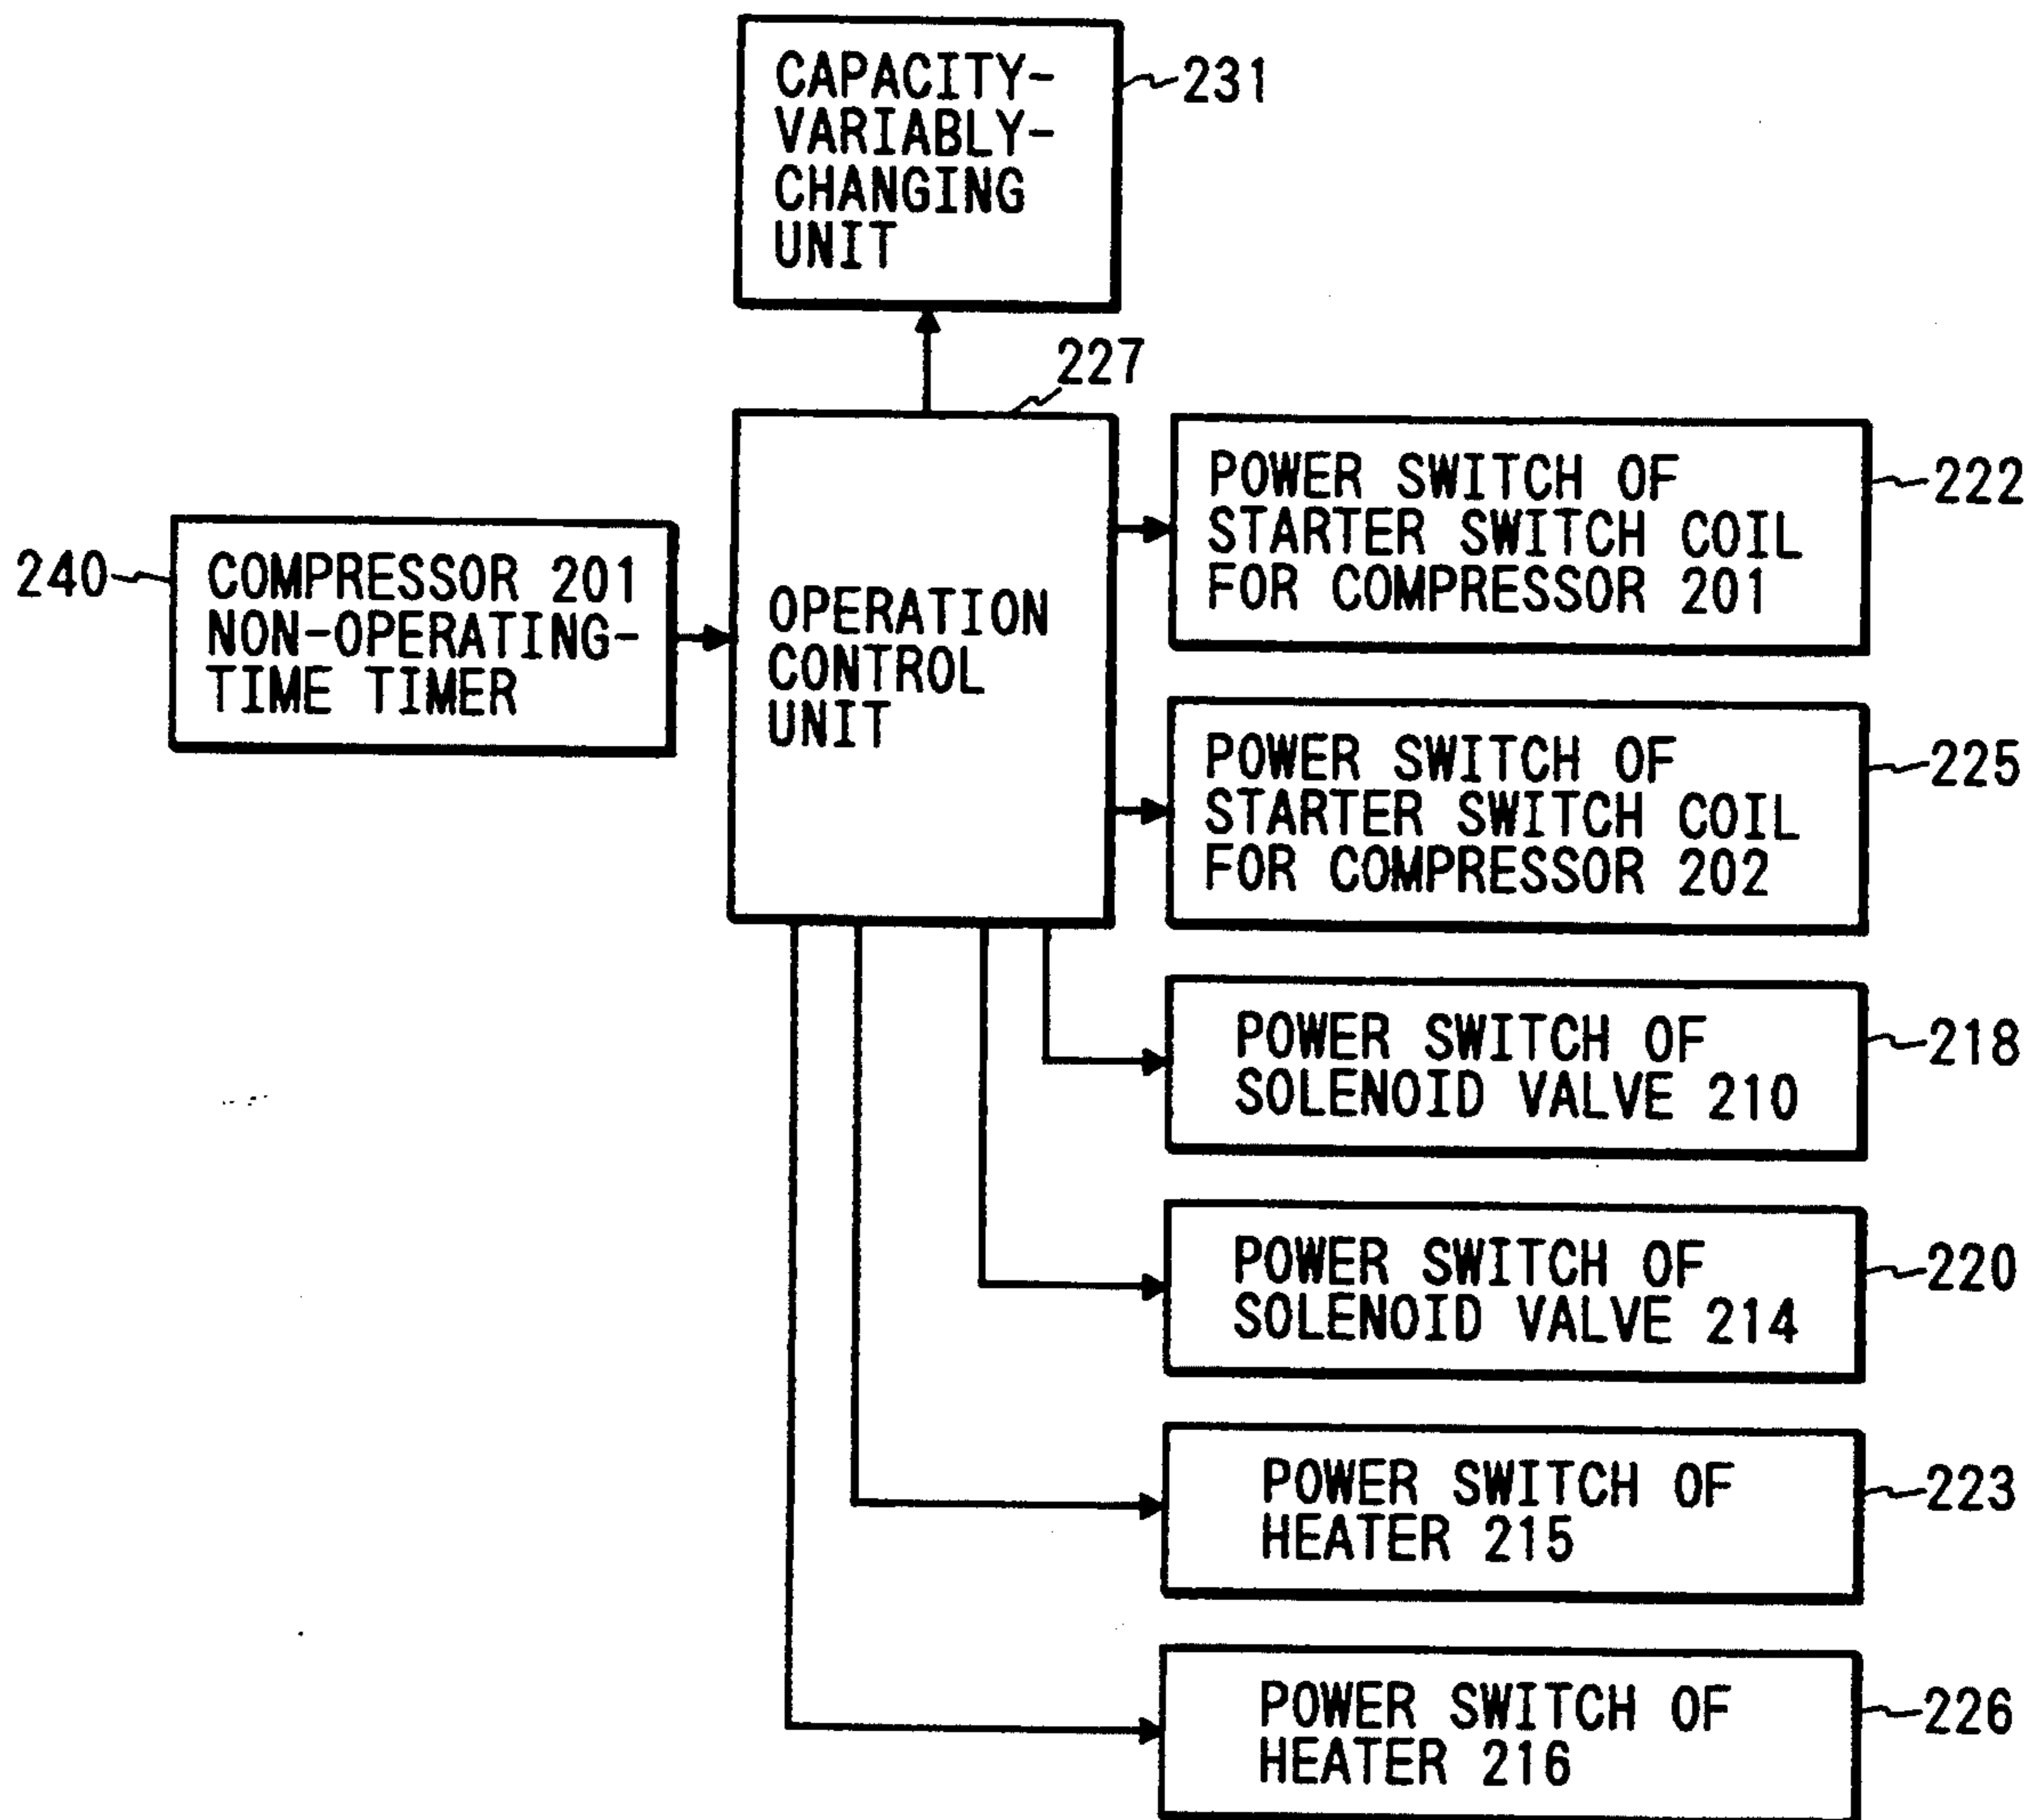 CAPACITY-
VARIABLY-
CHANGING
UNIT
231
227
OPERATION
CONTROL
UNIT
240
COMPRESSOR 201
NON-OPERATING-
TIME TIMER
POWER SWITCH OF
STARTER SWITCH COIL
FOR COMPRESSOR 201
222
POWER SWITCH OF
STARTER SWITCH COIL
FOR COMPRESSOR 202
225
POWER SWITCH OF
SOLENOID VALVE 210
218
POWER SWITCH OF
SOLENOID VALVE 214
220
POWER SWITCH OF
HEATER 215
223
POWER SWITCH OF
HEATER 216
226